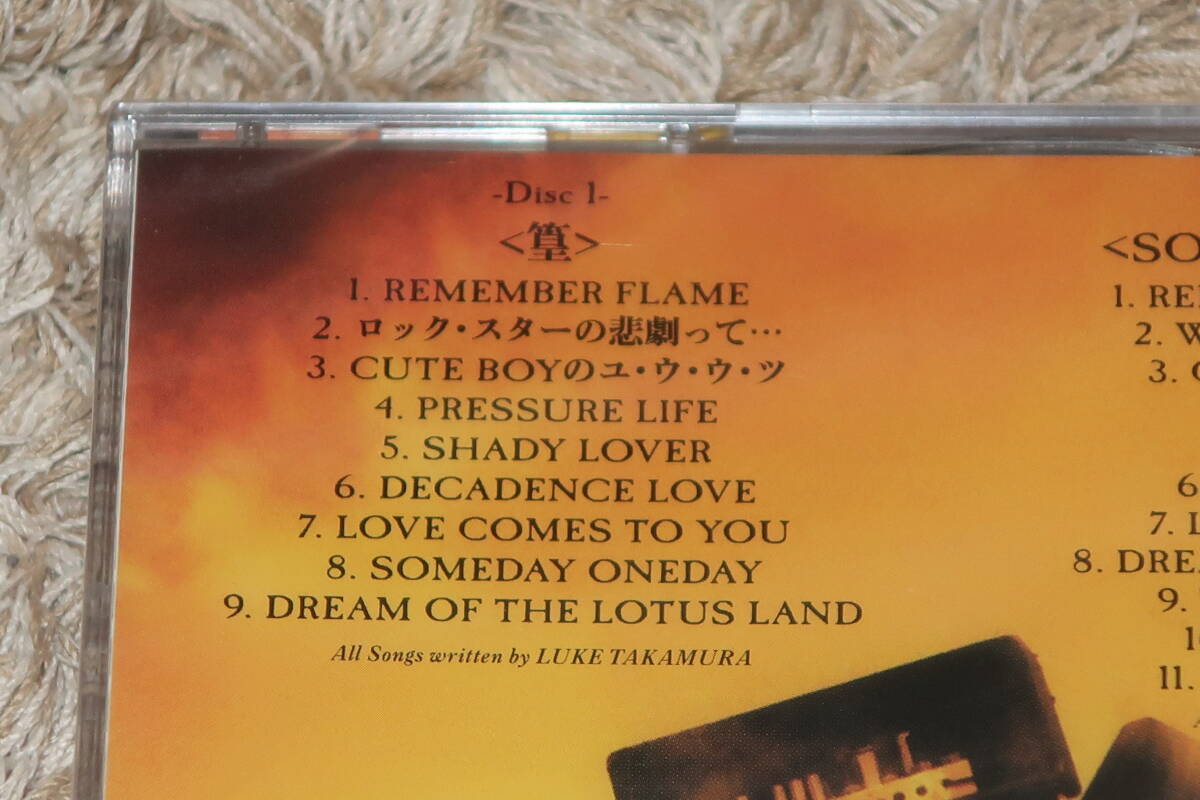 -Disc 1-
<篁>
1. REMEMBER FLAME
2. ロック・スターの悲劇って…
3. CUTE BOYのユ・ウ・ウ・ツ
4. PRESSURE LIFE
5. SHADY LOVER
6. DECADENCE LOVE
7. LOVE COMES TO YOU
8. SOMEDAY ONEDAY
9. DREAM OF THE LOTUS LAND
All Songs written by LUKE TAKAMURA
<SO
1. RE
2. W
3.
6
7. L
8. DRE
9.
1
11.